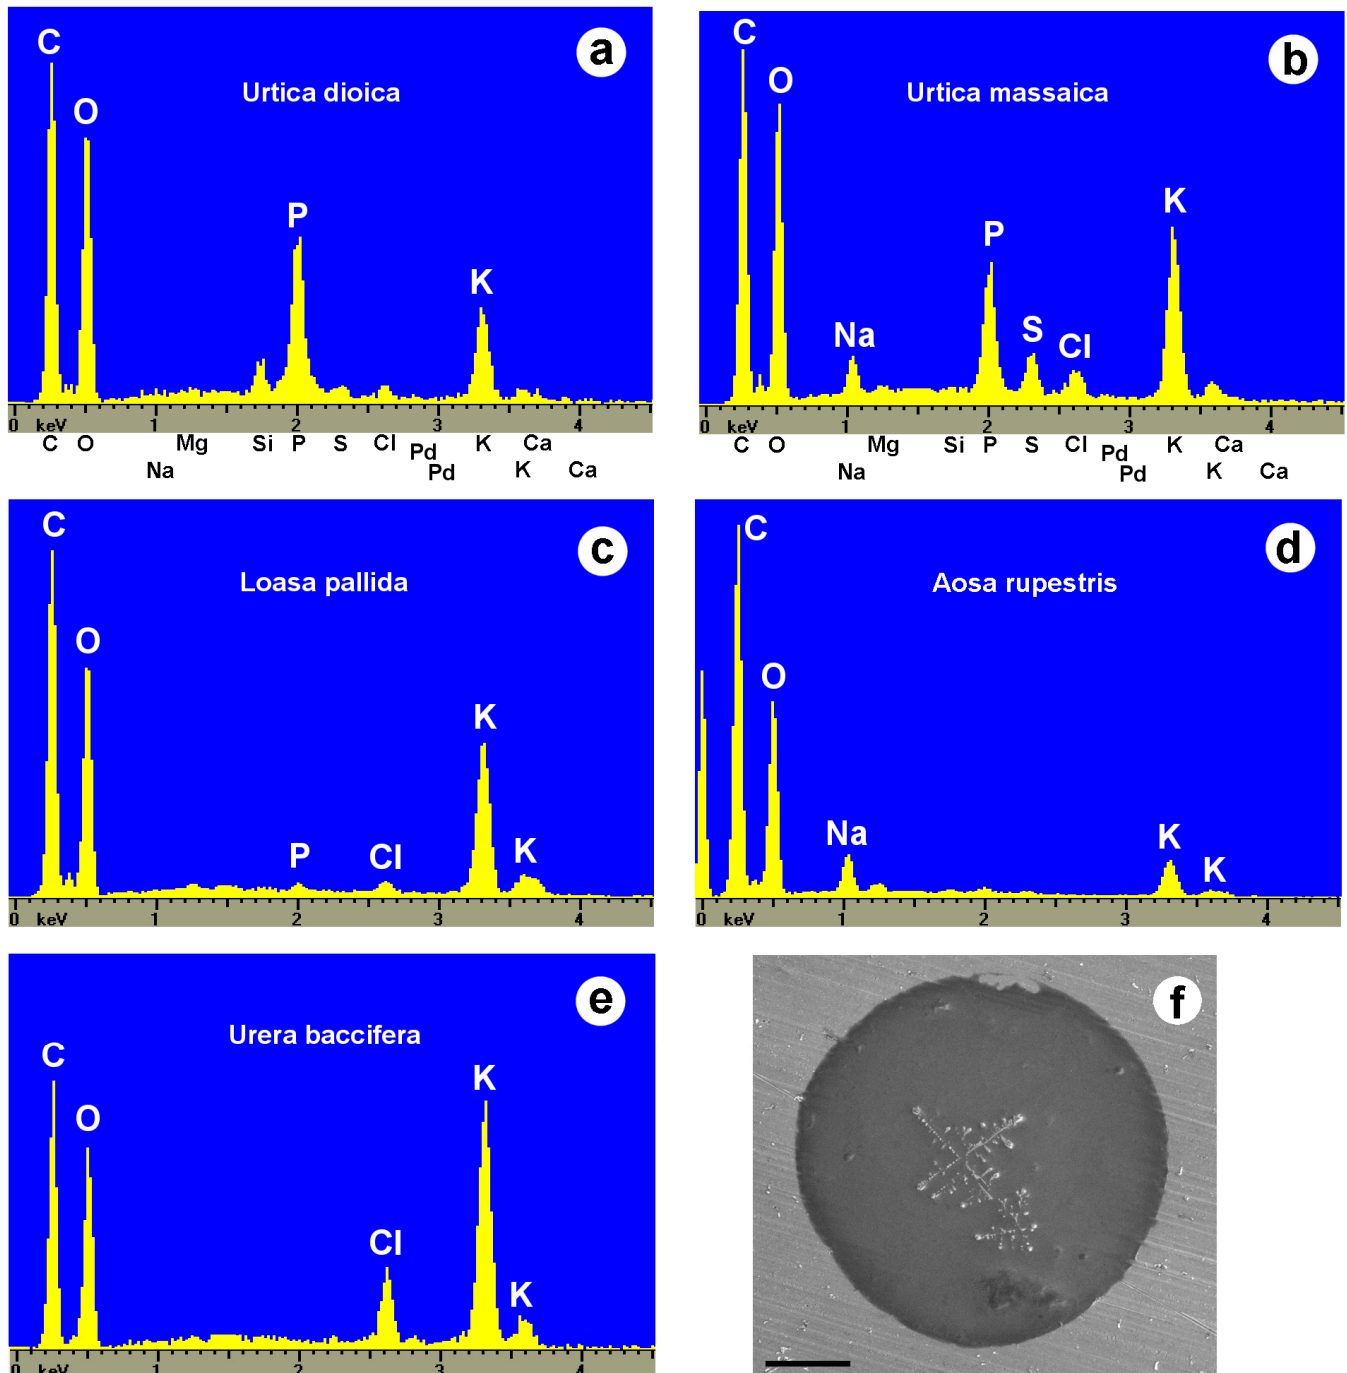 a
Urtica dioica
C
O
P
K
0 keV 1 2 3 4
C O Mg Si P S Cl Pd K Ca
Na Pd K Ca
b
Urtica massaica
C
O
Na
P
S
Cl
K
0 keV 1 2 3 4
C O Mg Si P S Cl Pd K Ca
Na Pd K Ca
c
Loasa pallida
C
O
P
Cl
K
K
0 keV 1 2 3 4
d
Aosa rupestris
C
O
Na
K
K
0 keV 1 2 3 4
e
Urera baccifera
C
O
Cl
K
K
0 keV 1 2 3 4
f